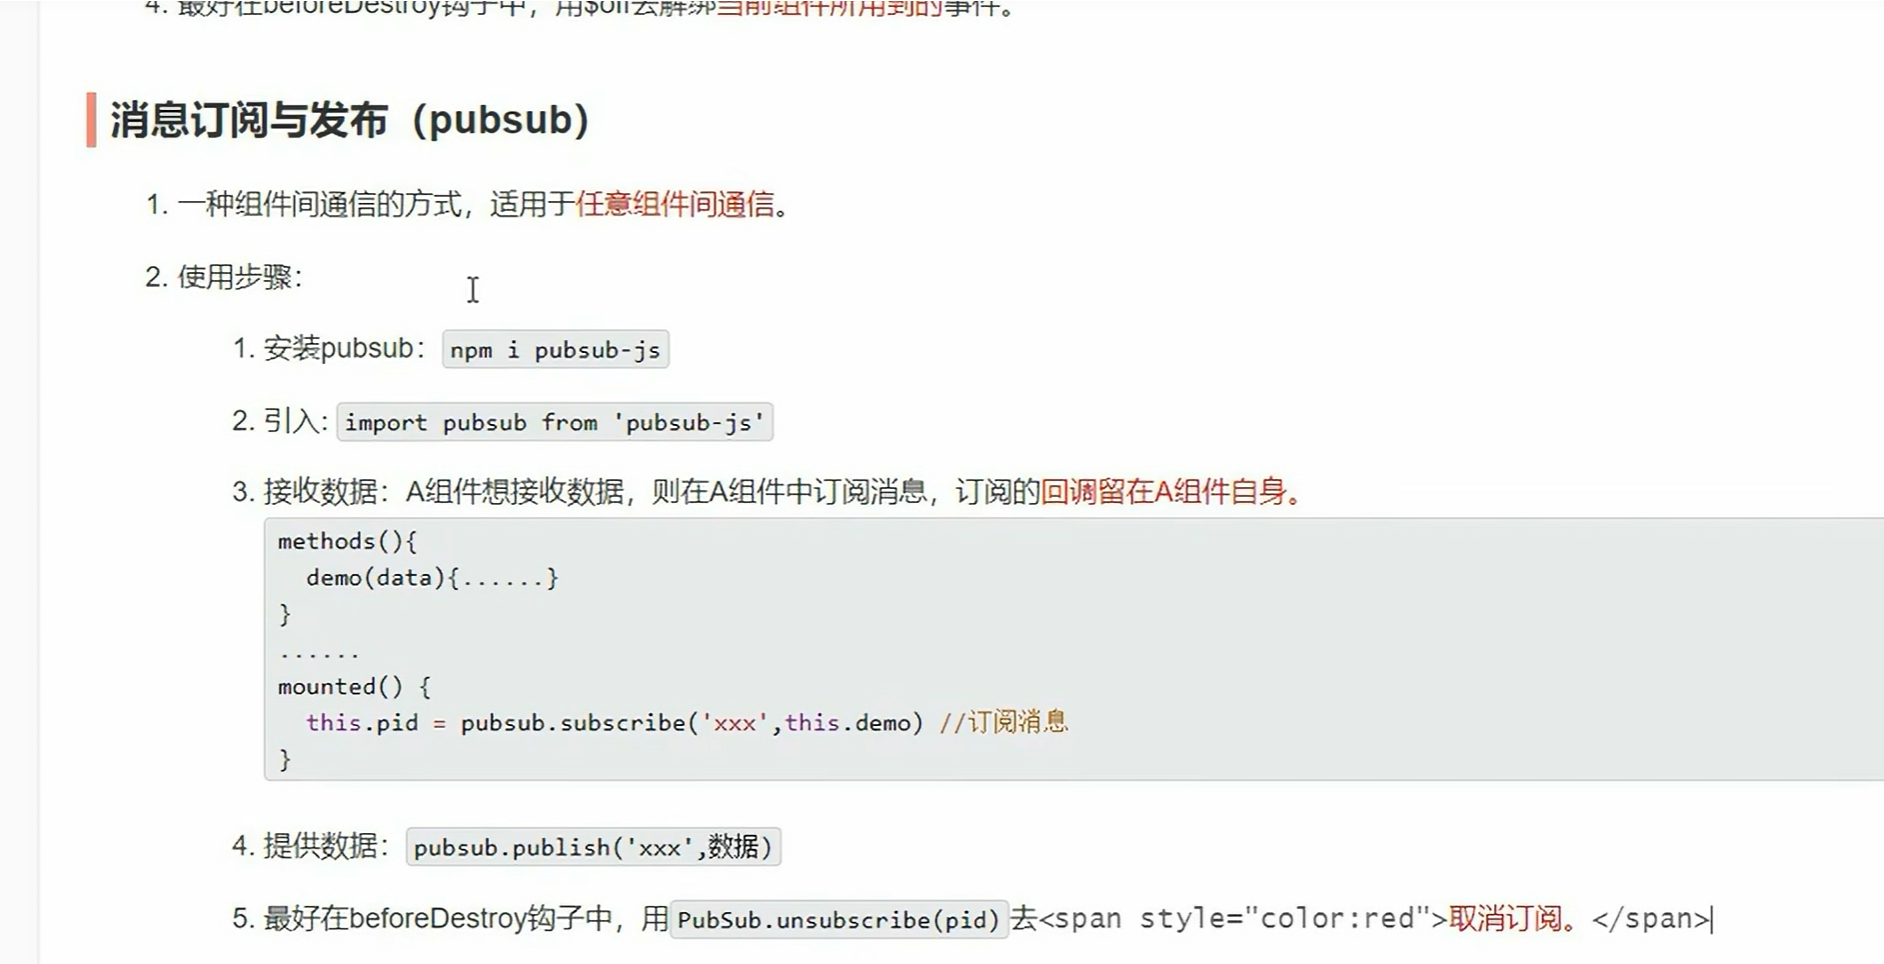 4. 最好在beforeDestroy钩子中，用$off去解绑当前组件所用到的事件。
消息订阅与发布（pubsub）
1. 一种组件间通信的方式，适用于任意组件间通信。
2. 使用步骤：
1. 安装pubsub：npm i pubsub-js
2. 引入: import pubsub from 'pubsub-js'
3. 接收数据：A组件想接收数据，则在A组件中订阅消息，订阅的回调留在A组件自身。
methods(){
  demo(data){......}
}
......
mounted() {
  this.pid = pubsub.subscribe('xxx',this.demo) //订阅消息
}
4. 提供数据：pubsub.publish('xxx',数据)
5. 最好在beforeDestroy钩子中，用PubSub.unsubscribe(pid)去<span style="color:red">取消订阅。</span>